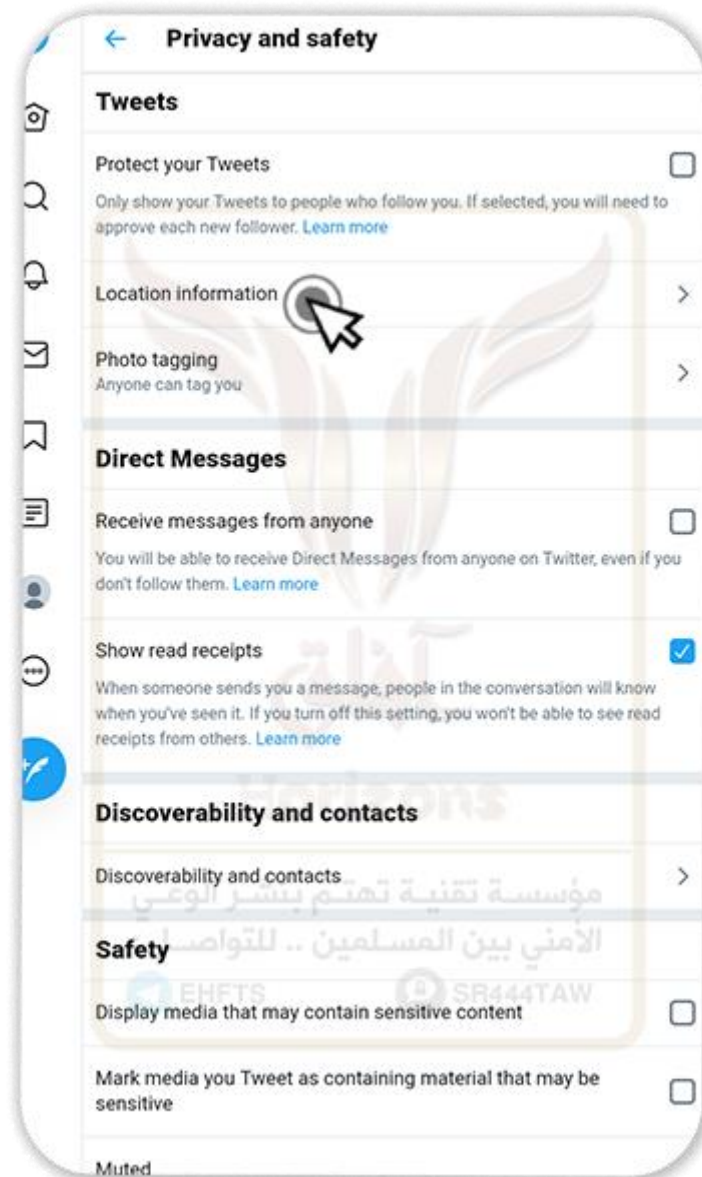 Privacy and safety
Tweets
Protect your Tweets
Only show your Tweets to people who follow you. If selected, you will need to
approve each new follower. Learn more
Location information
Photo tagging
Anyone can tag you
Direct Messages
Receive messages from anyone
You will be able to receive Direct Messages from anyone on Twitter, even if you
don't follow them. Learn more
Show read receipts
When someone sends you a message, people in the conversation will know
when you've seen it. If you turn off this setting, you won't be able to see read
receipts from others. Learn more
آفاق
Horizons
Discoverability and contacts
Discoverability and contacts
مؤسسة تقنية تهتم بنشر الوعي
الأمني بين المسلمين .. للتواصل
Safety
EHFTS
SR444TAW
Display media that may contain sensitive content
Mark media you Tweet as containing material that may be
sensitive
Muted